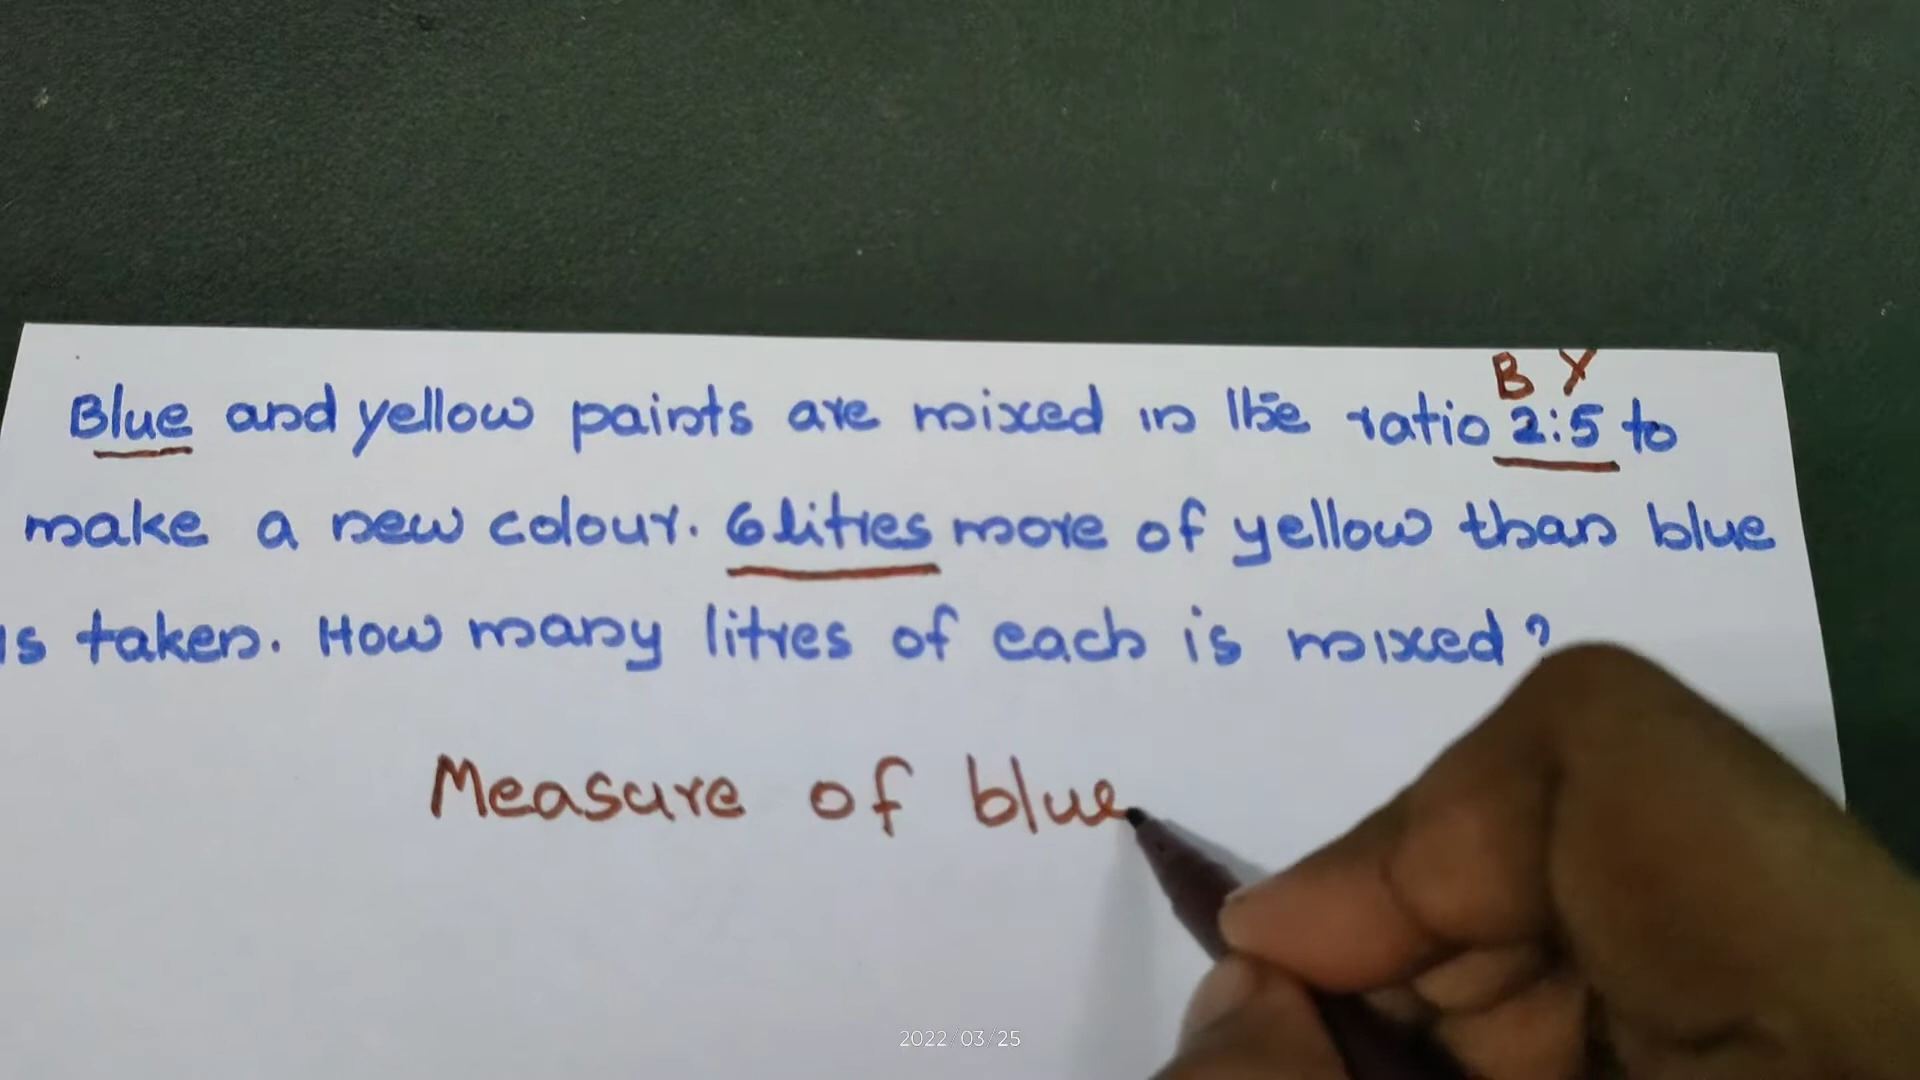 B Y
Blue and yellow paints are mixed in the ratio 2:5 to
make a new colour. 6 litres more of yellow than blue
is taken. How many litres of each is mixed?
Measure of blue
2022/03/25